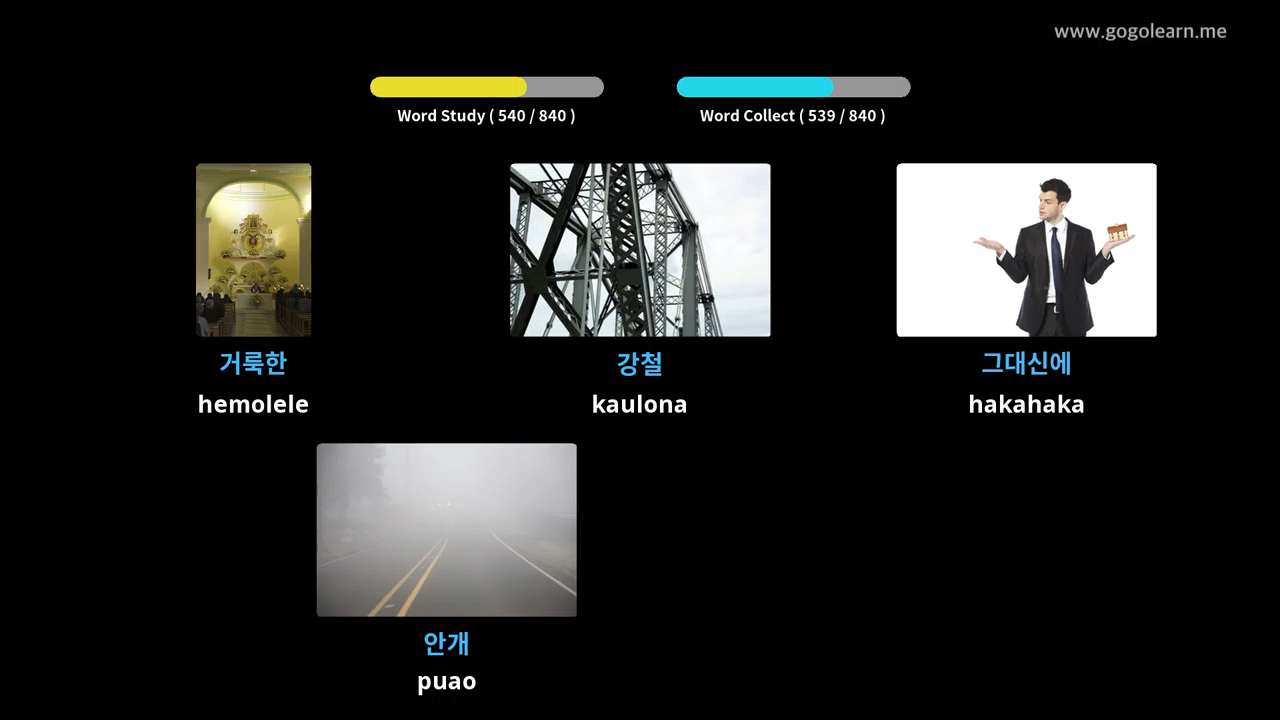 www.gogolearn.me
Word Study ( 540 / 840 )
Word Collect ( 539 / 840 )
거룩한
hemolele
강철
kaulona
그대신에
hakahaka
안개
puao